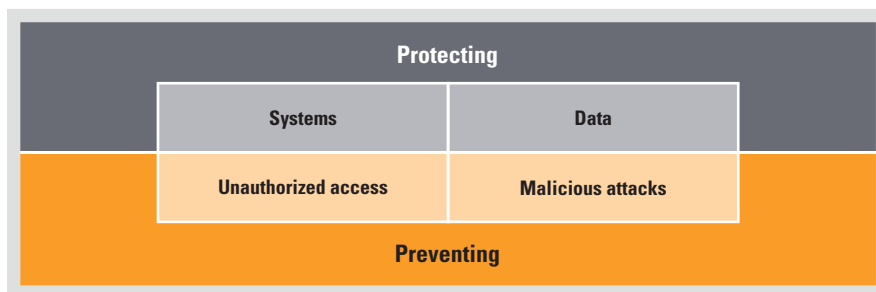 Protecting
Systems
Data
Unauthorized access
Malicious attacks
Preventing